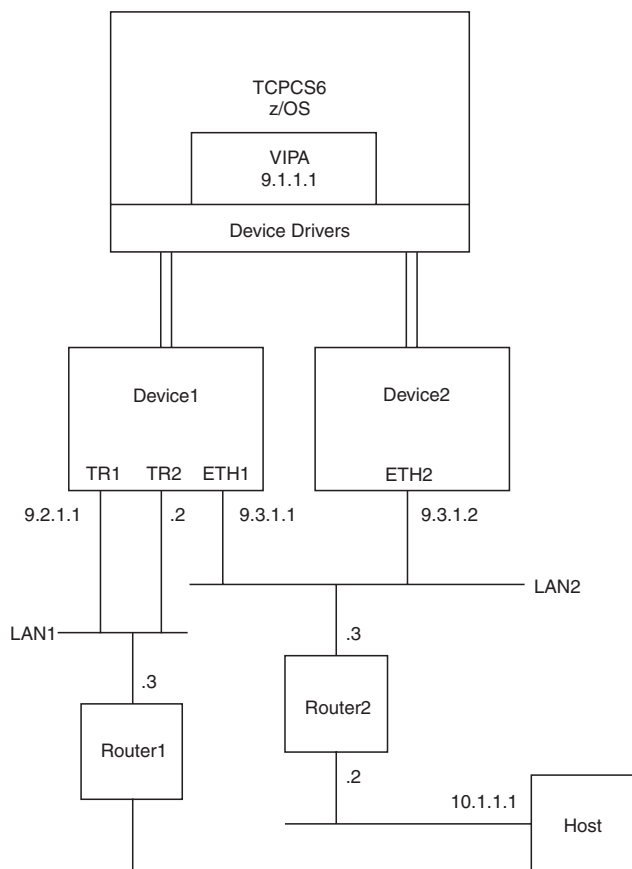 TCPCS6
z/OS
VIPA
9.1.1.1
Device Drivers
Device1
Device2
TR1 TR2 ETH1
ETH2
9.2.1.1 .2 9.3.1.1 9.3.1.2
LAN2
LAN1
.3
.3
Router2
Router1
.2
10.1.1.1
Host